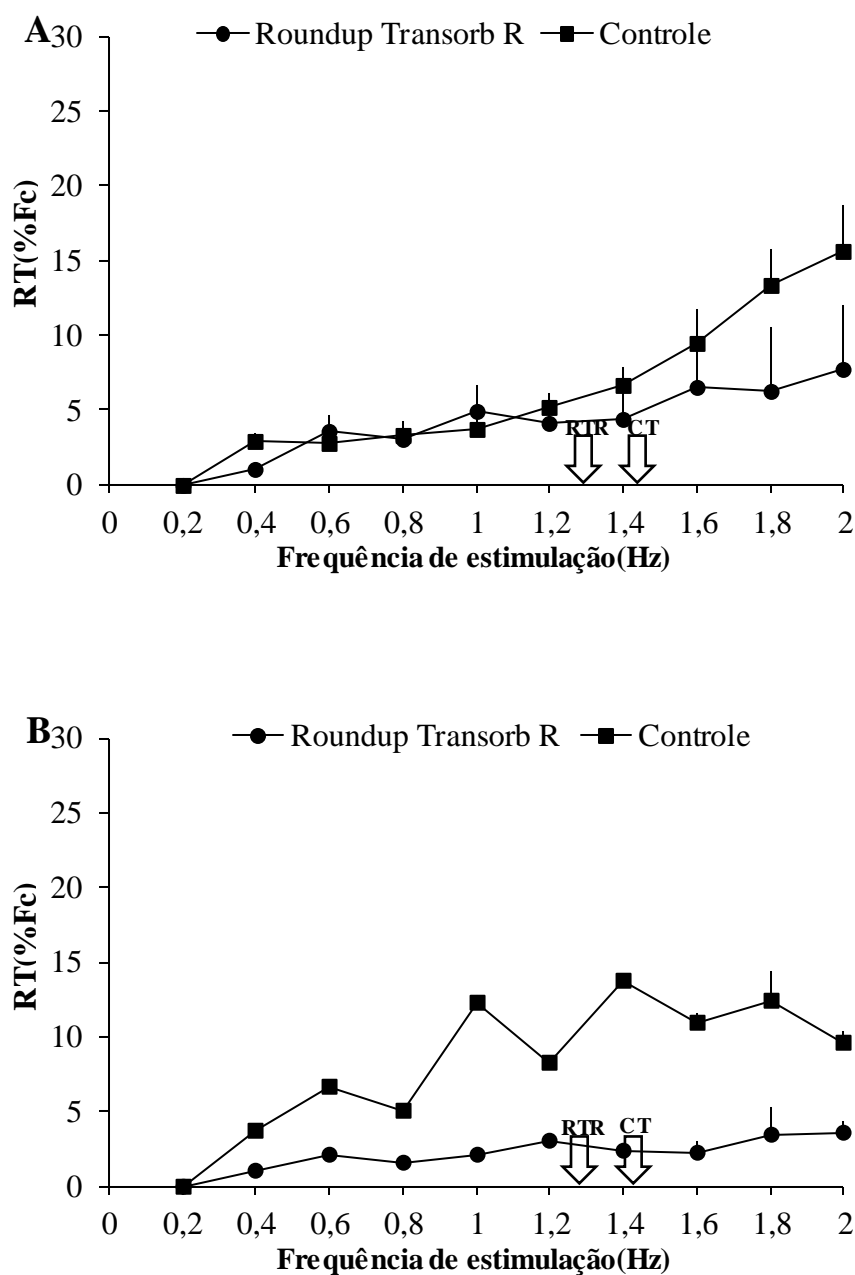 A
Roundup Transorb R Controle
30
25
20
15
10
5
0
RT(%Fc)
RTR CT
0 0,2 0,4 0,6 0,8 1 1,2 1,4 1,6 1,8 2
Frequência de estimulação(Hz)
B
Roundup Transorb R Controle
30
25
20
15
10
5
0
RT(%Fc)
RTR CT
0 0,2 0,4 0,6 0,8 1 1,2 1,4 1,6 1,8 2
Frequência de estimulação(Hz)